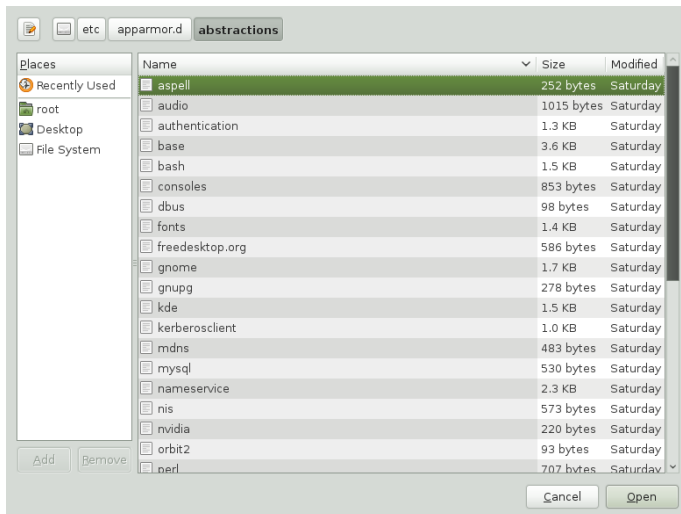 etc apparmor.d abstractions
Places
Recently Used
root
Desktop
File System
Add Remove
Name Size Modified
aspell 252 bytes Saturday
audio 1015 bytes Saturday
authentication 1.3 KB Saturday
base 3.6 KB Saturday
bash 1.5 KB Saturday
consoles 853 bytes Saturday
dbus 98 bytes Saturday
fonts 1.4 KB Saturday
freedesktop.org 586 bytes Saturday
gnome 1.7 KB Saturday
gnupg 278 bytes Saturday
kde 1.5 KB Saturday
kerberosclient 1.0 KB Saturday
mdns 483 bytes Saturday
mysql 530 bytes Saturday
nameservice 2.3 KB Saturday
nis 573 bytes Saturday
nvidia 220 bytes Saturday
orbit2 93 bytes Saturday
perl 707 bytes Saturday
Cancel Open